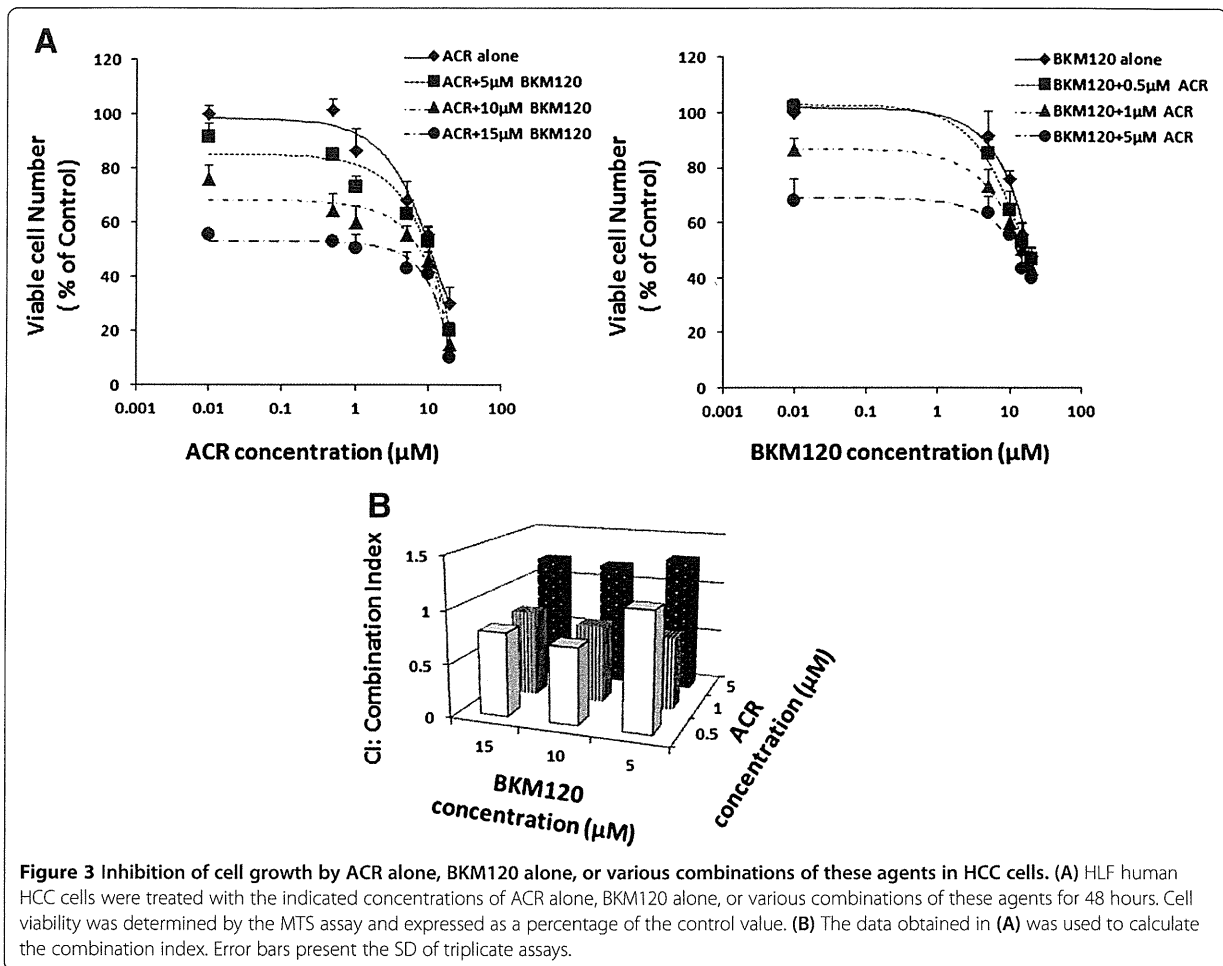 A
120
100
80
60
40
20
0
0.001
0.01
0.1
1
10
100
Viable cell Number
( % of Control)
ACR concentration (µM)
ACR alone
ACR+5µM BKM120
ACR+10µM BKM120
ACR+15µM BKM120
120
100
80
60
40
20
0
0.001
0.01
0.1
1
10
100
Viable cell Number
( % of Control)
BKM120 concentration (µM)
BKM120 alone
BKM120+0.5µM ACR
BKM120+1µM ACR
BKM120+5µM ACR
B
CI: Combination Index
1.5
1
0.5
0
15
10
5
BKM120
concentration (µM)
5
1
0.5
ACR
concentration (µM)
Figure 3 Inhibition of cell growth by ACR alone, BKM120 alone, or various combinations of these agents in HCC cells. (A) HLF human
HCC cells were treated with the indicated concentrations of ACR alone, BKM120 alone, or various combinations of these agents for 48 hours. Cell
viability was determined by the MTS assay and expressed as a percentage of the control value. (B) The data obtained in (A) was used to calculate
the combination index. Error bars present the SD of triplicate assays.